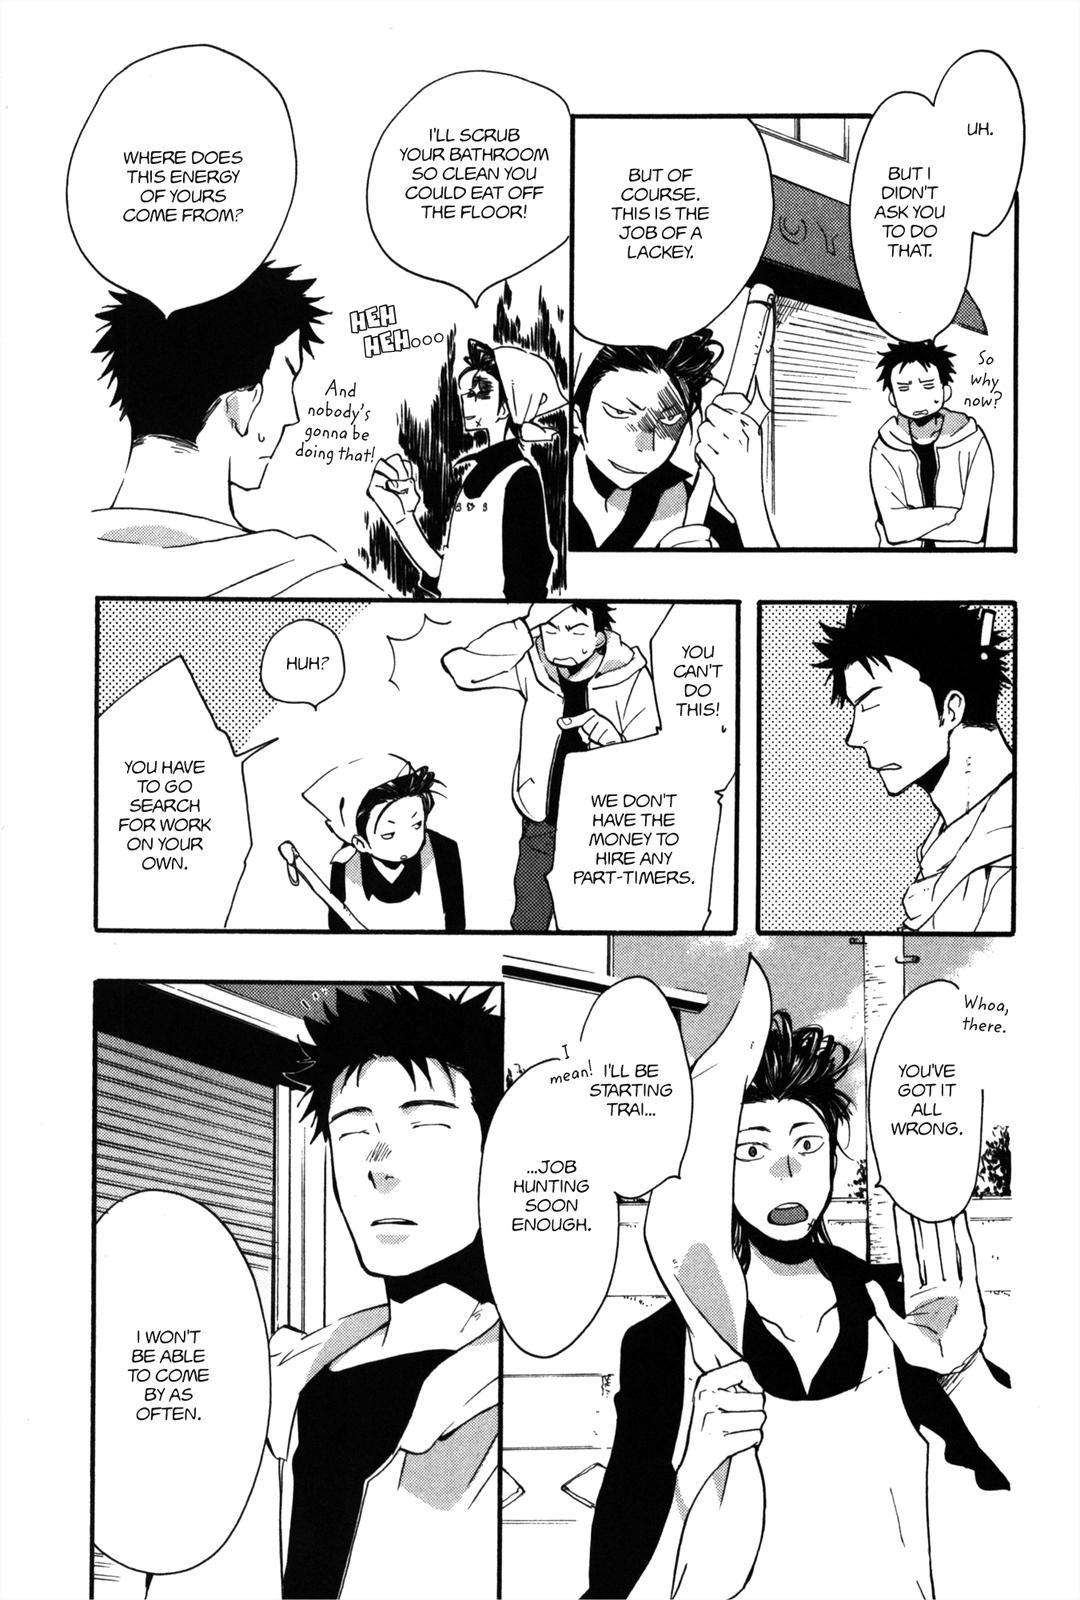 UH.
BUT I
DIDN'T
ASK YOU
TO DO
THAT.
So
why
now?
BUT OF
COURSE.
THIS IS THE
JOB OF A
LACKEY.
I'LL SCRUB
YOUR BATHROOM
SO CLEAN YOU
COULD EAT OFF
THE FLOOR!
HEH
HEH...
WHERE DOES
THIS ENERGY
OF YOURS
COME FROM?
And
nobody's
gonna be
doing that!
!
YOU
CAN'T
DO
THIS!
WE DON'T
HAVE THE
MONEY TO
HIRE ANY
PART-TIMERS.
HUH?
YOU HAVE
TO GO
SEARCH
FOR WORK
ON YOUR
OWN.
Whoa,
there.
YOU'VE
GOT IT
ALL
WRONG.
I
mean!
I'LL BE
STARTING
TRAI...
...JOB
HUNTING
SOON
ENOUGH.
I WON'T
BE ABLE
TO COME
BY AS
OFTEN.